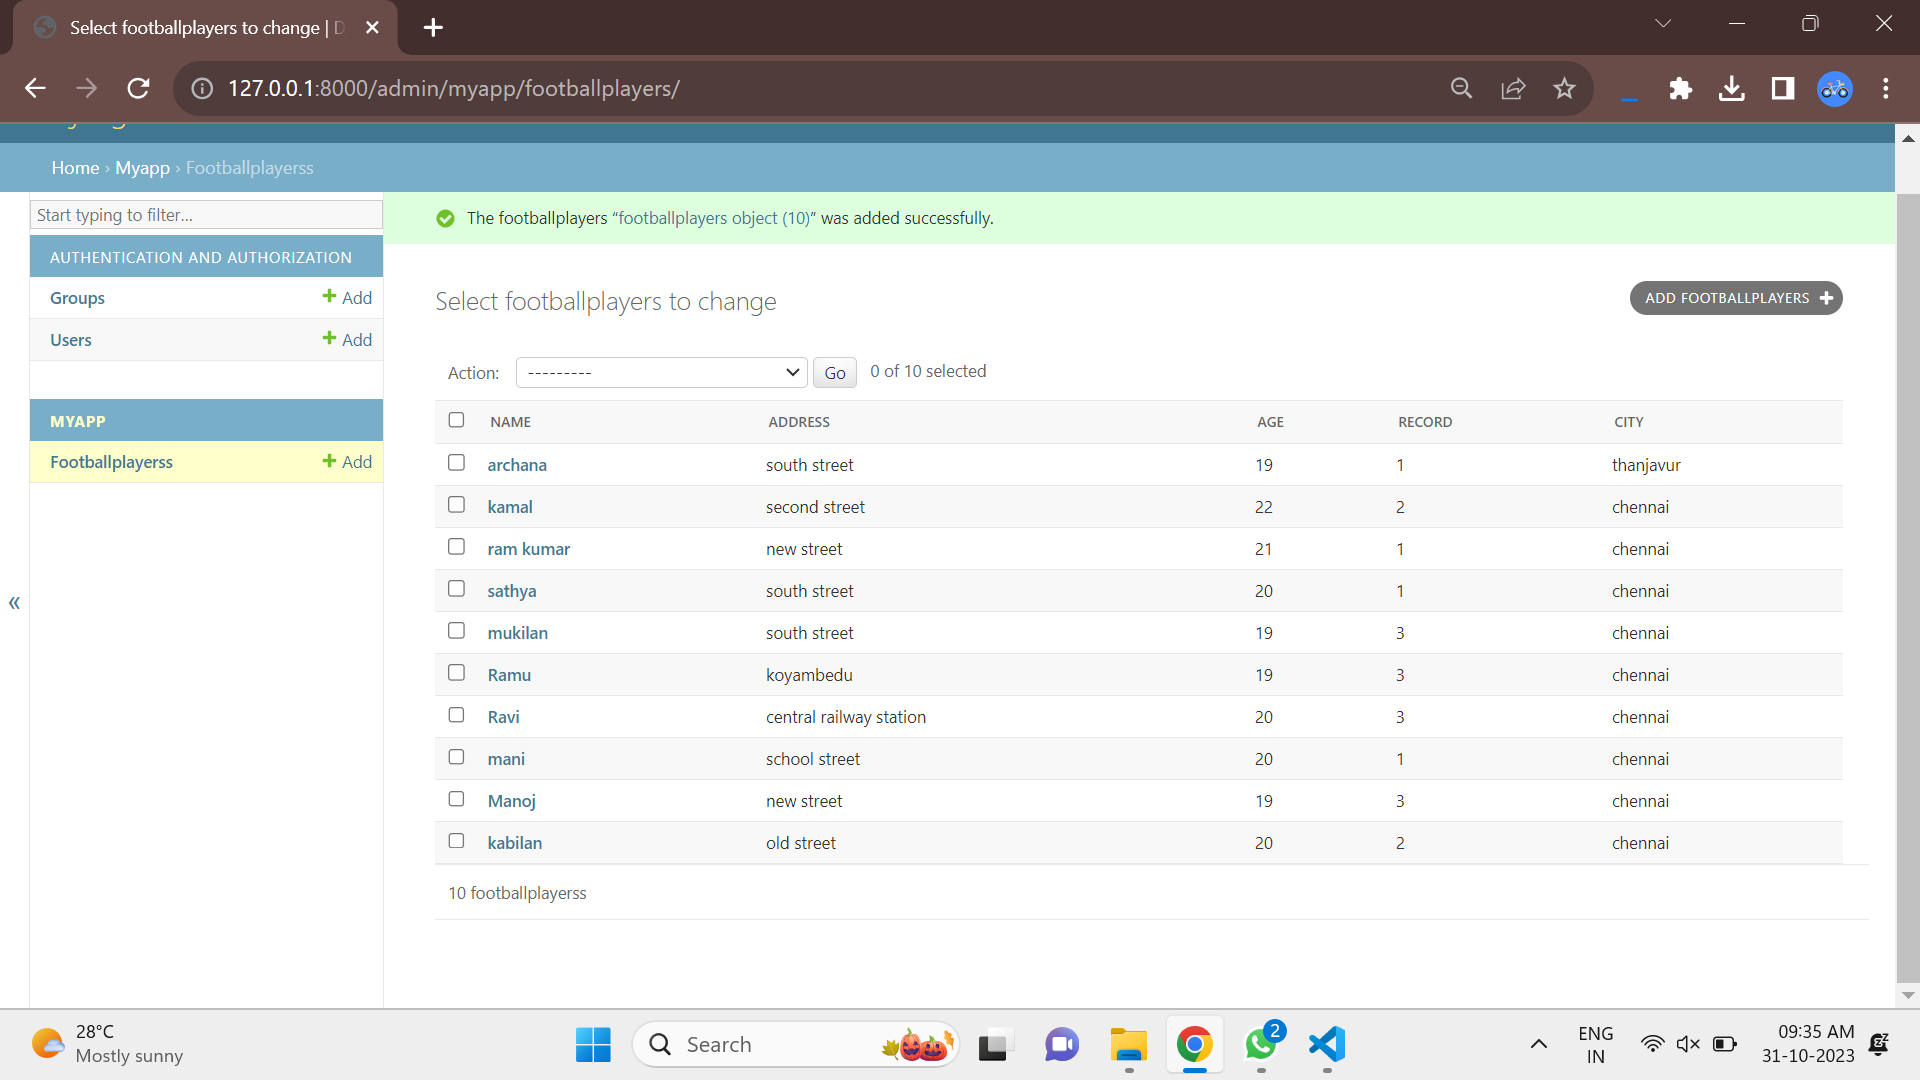 Select footballplayers to change | D
127.0.0.1:8000/admin/myapp/footballplayers/
Home › Myapp › Footballplayerss
Start typing to filter...
The footballplayers “footballplayers object (10)” was added successfully.
AUTHENTICATION AND AUTHORIZATION
Groups Add
Users Add
MYAPP
Footballplayerss Add
Select footballplayers to change
ADD FOOTBALLPLAYERS
Action: --------- Go 0 of 10 selected
NAME ADDRESS AGE RECORD CITY
archana south street 19 1 thanjavur
kamal second street 22 2 chennai
ram kumar new street 21 1 chennai
sathya south street 20 1 chennai
mukilan south street 19 3 chennai
Ramu koyambedu 19 3 chennai
Ravi central railway station 20 3 chennai
mani school street 20 1 chennai
Manoj new street 19 3 chennai
kabilan old street 20 2 chennai
10 footballplayerss
28°C
Mostly sunny
Search
2
ENG
IN
09:35 AM
31-10-2023